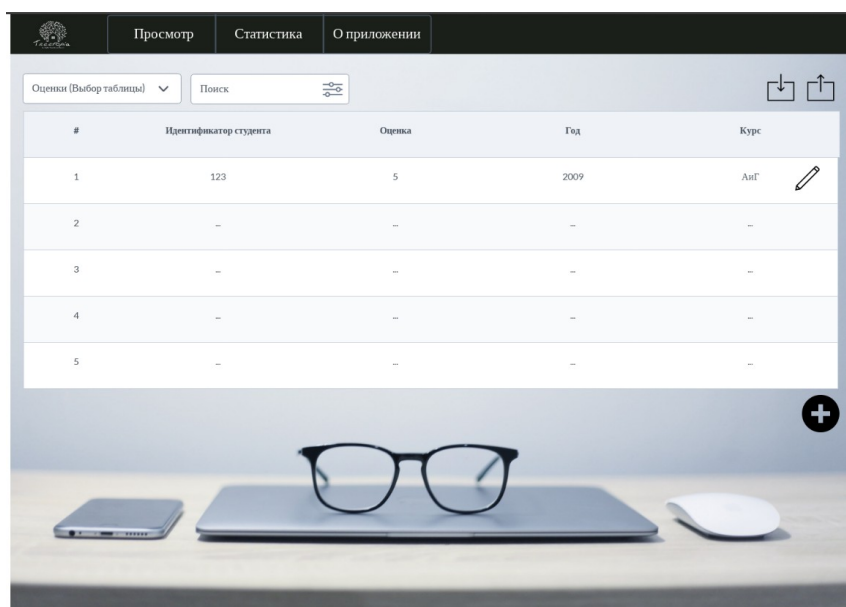 Просмотр Статистика О приложении
Оценки (Выбор таблицы) Поиск
# Идентификатор студента Оценка Год Курс
1 123 5 2009 АиГ
2 ... ... ... ...
3 ... ... ... ...
4 ... ... ... ...
5 ... ... ... ...